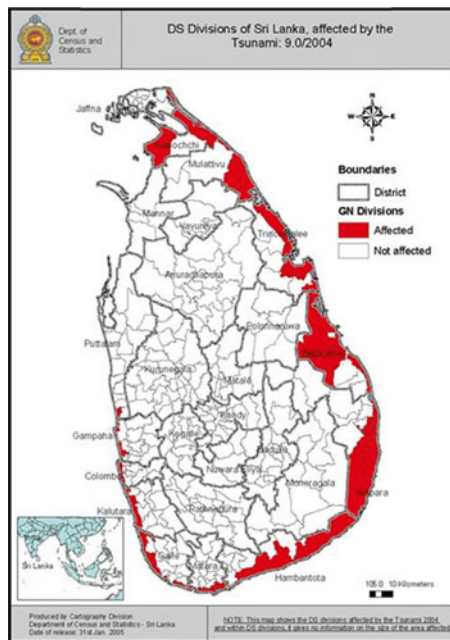 Dept. of
Census and
Statistics
DS Divisions of Sri Lanka, affected by the
Tsunami: 9.0/2004
N
W
E
S
Jaffna
Mulattivu
Boundaries
District
GN Divisions
Affected
Not affected
Mannar
Vavuniya
Trincomalee
Anuradhapura
Polonnaruwa
Puttalam
Kurunegala
Matale
Kandy
Gampaha
Kegalle
Badulla
Colombo
Nuwara Eliya
Moneragala
Kalutara
Ratnapura
Galle
Matara
Hambantota
Sri Lanka
10 Kilometers
Produced by Cartography Division
Department of Census and Statistics - Sri Lanka
Date of release: 31st Jan. 2005
NOTE: This map shows the DS divisions affected by the Tsunami 2004
and within DS divisions, it gives no information on the size of the area affected